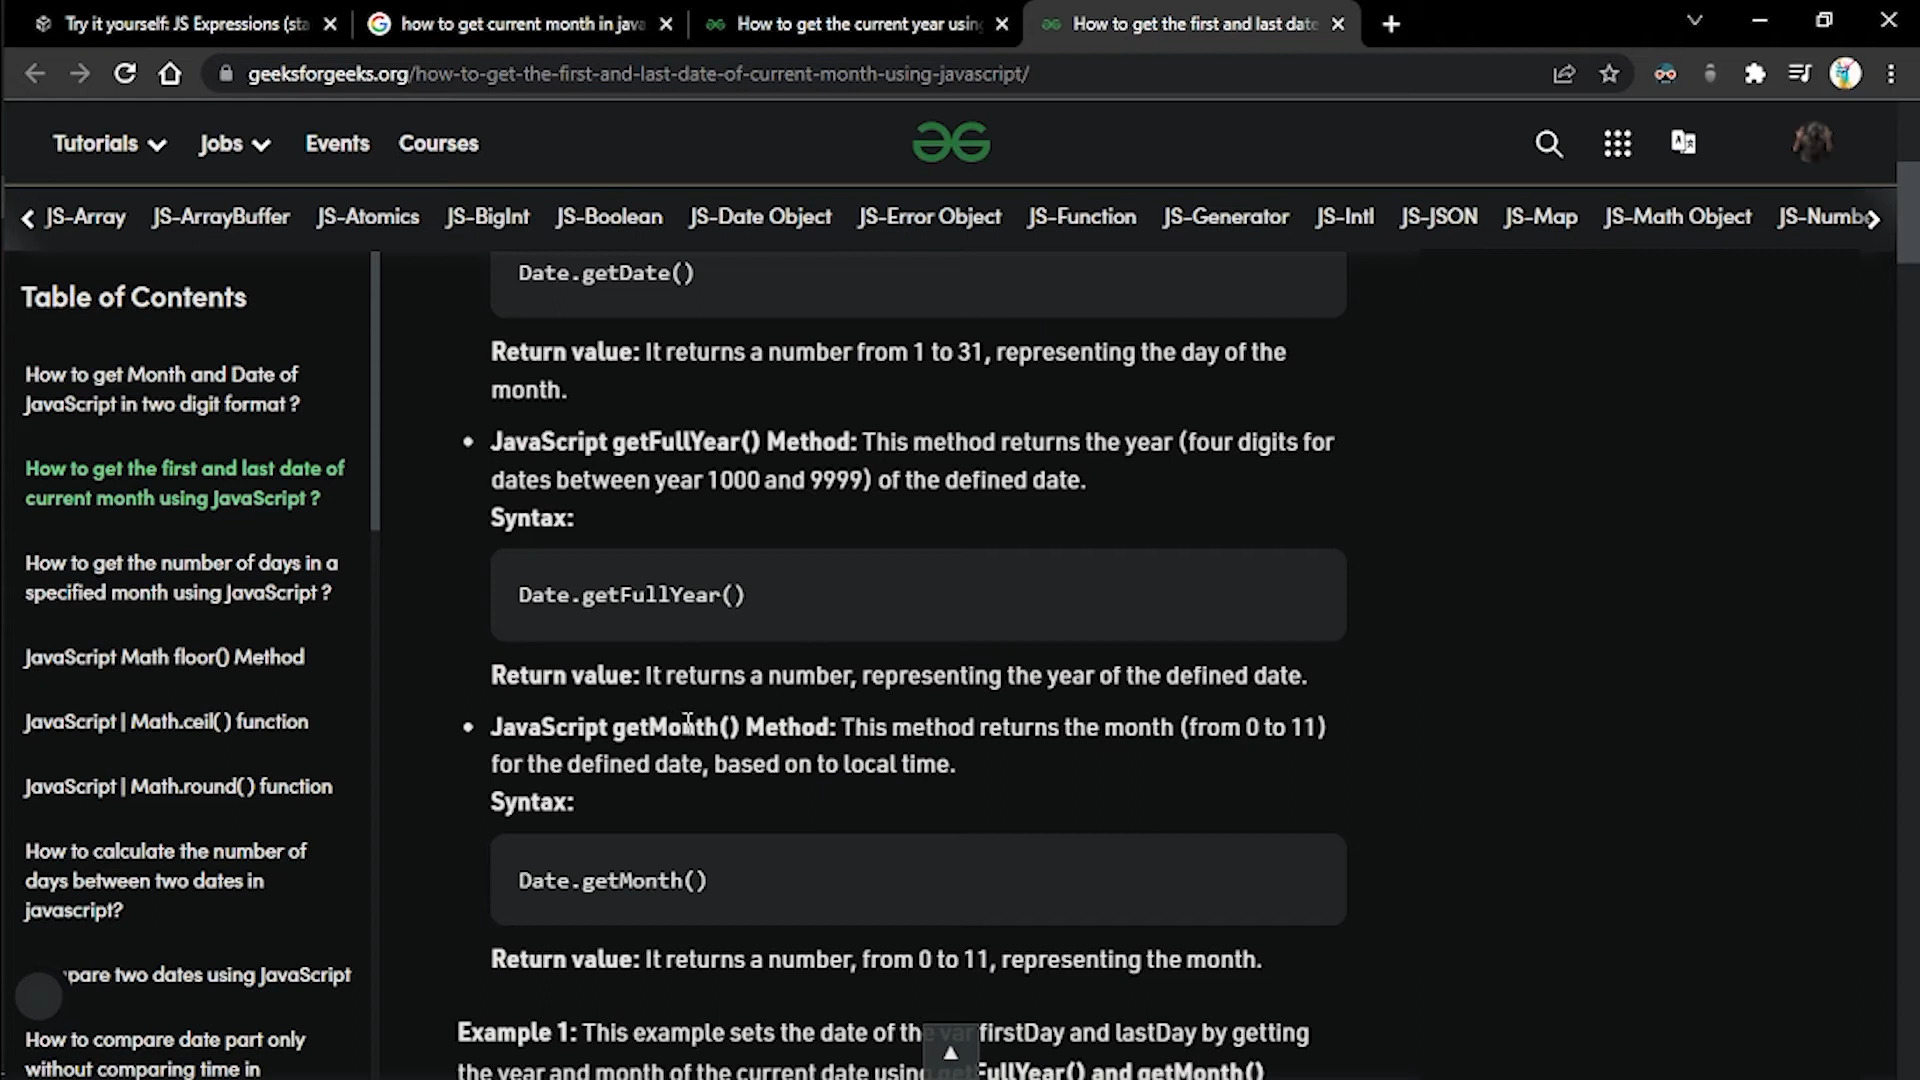 Try it yourself: JS Expressions (sta
how to get current month in java
How to get the current year using
How to get the first and last date
geeksforgeeks.org/how-to-get-the-first-and-last-date-of-current-month-using-javascript/
Tutorials Jobs Events Courses
JS-Array JS-ArrayBuffer JS-Atomics JS-BigInt JS-Boolean JS-Date Object JS-Error Object JS-Function JS-Generator JS-Intl JS-JSON JS-Map JS-Math Object JS-Numbe
Table of Contents
How to get Month and Date of
JavaScript in two digit format ?
How to get the first and last date of
current month using JavaScript ?
How to get the number of days in a
specified month using JavaScript ?
JavaScript Math floor() Method
JavaScript | Math.ceil( ) function
JavaScript | Math.round( ) function
How to calculate the number of
days between two dates in
javascript?
pare two dates using JavaScript
How to compare date part only
without comparing time in
Date.getDate()
Return value: It returns a number from 1 to 31, representing the day of the
month.
• JavaScript getFullYear() Method: This method returns the year (four digits for
dates between year 1000 and 9999) of the defined date.
Syntax:
Date.getFullYear()
Return value: It returns a number, representing the year of the defined date.
• JavaScript getMonth() Method: This method returns the month (from 0 to 11)
for the defined date, based on to local time.
Syntax:
Date.getMonth()
Return value: It returns a number, from 0 to 11, representing the month.
Example 1: This example sets the date of the var firstDay and lastDay by getting
the year and month of the current date using getFullYear() and getMonth()